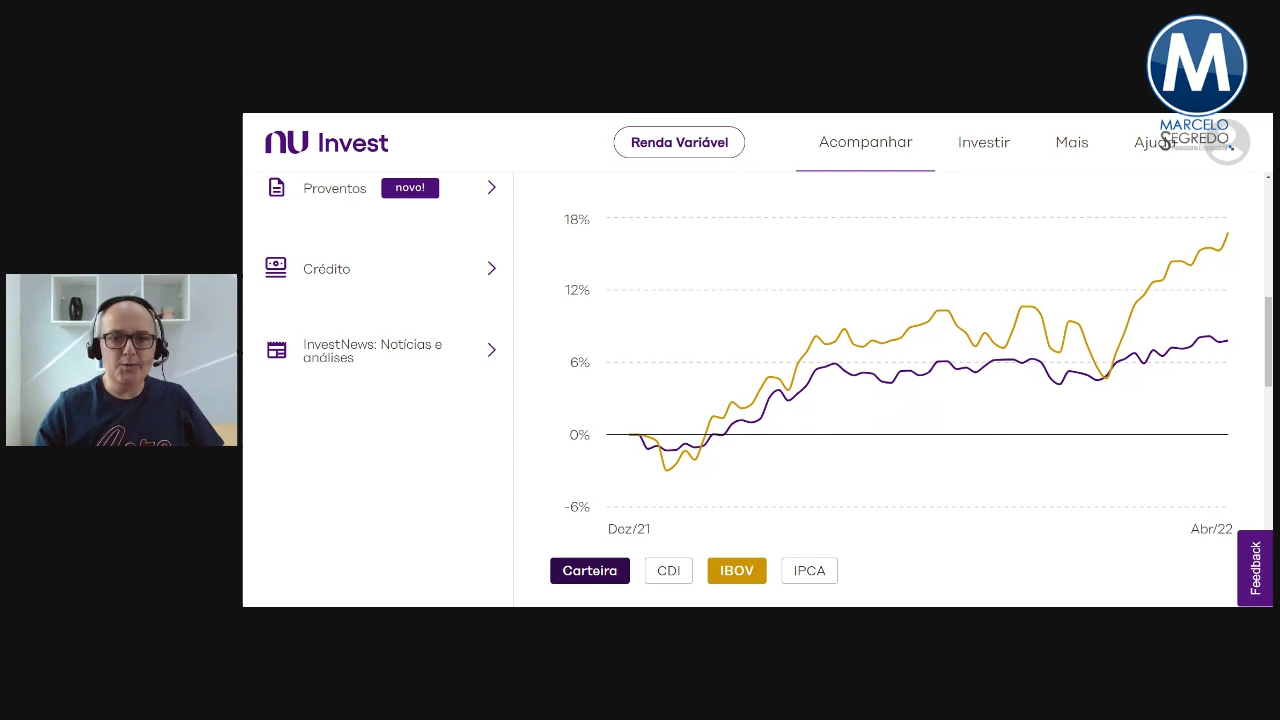 M
MARCELO
SEGREDO
nu Invest
Renda Variável
Acompanhar
Investir
Mais
Proventos
novo!
Crédito
InvestNews: Notícias e
análises
18%
12%
6%
0%
-6%
Dez/21
Abr/22
Carteira
CDI
IBOV
IPCA
Feedback